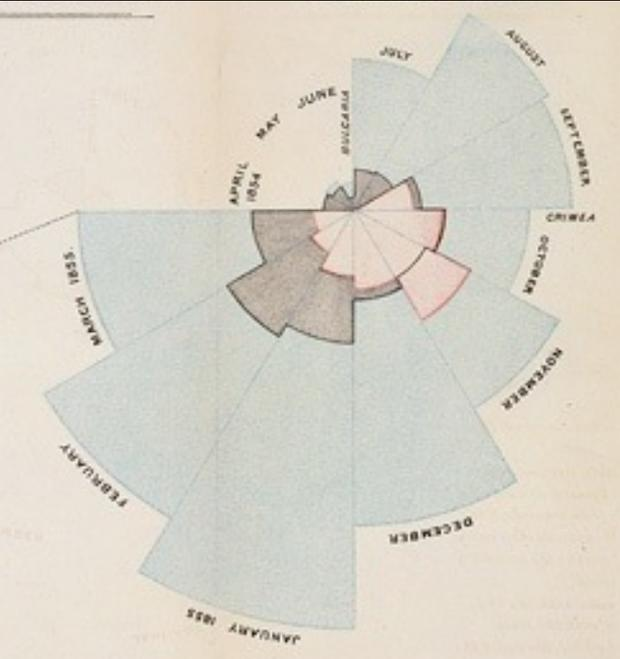 APRIL
1854
MAY
JUNE
BULGARIA
JULY
AUGUST
SEPTEMBER
CRIMEA
OCTOBER
NOVEMBER
DECEMBER
JANUARY 1855
FEBRUARY
MARCH 1855.